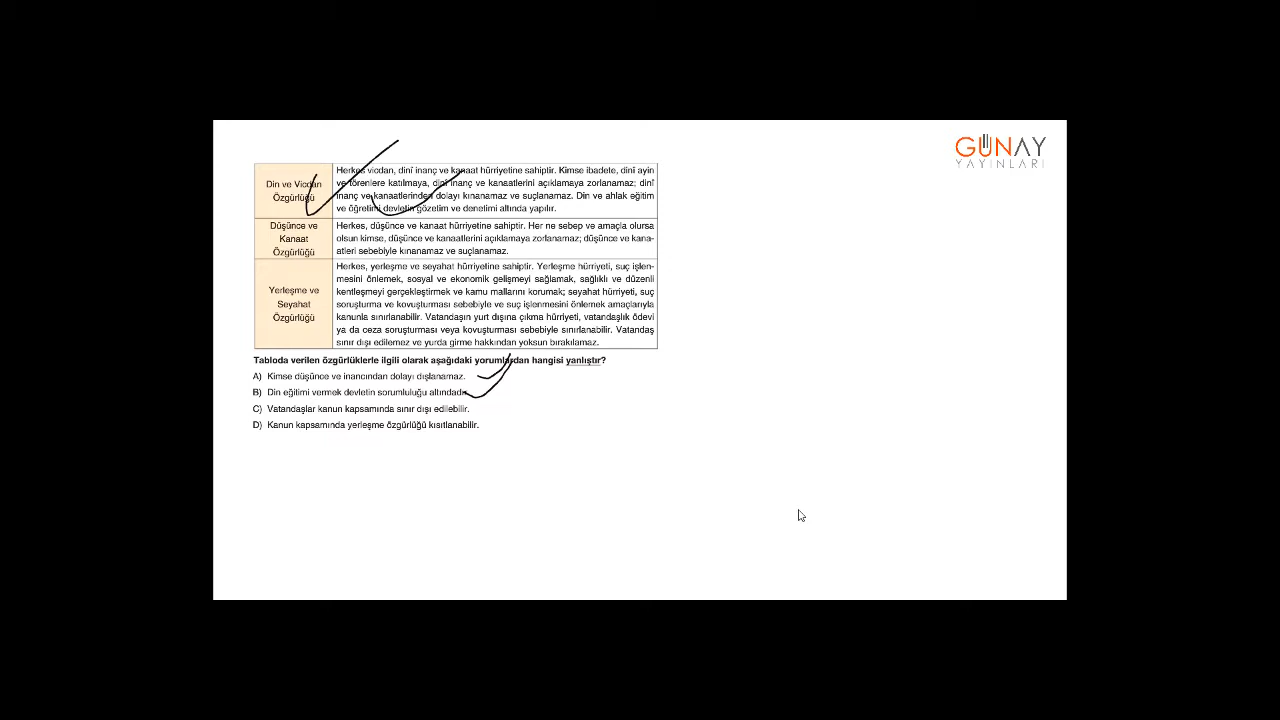 GÜNAY
YAYINLARI
Din ve Vicdan
Özgürlüğü
Herkes vicdan, dinî inanç ve kanaat hürriyetine sahiptir. Kimse ibadete, dinî ayin
ve törenlere katılmaya, dinî inanç ve kanaatlerini açıklamaya zorlanamaz; dinî
inanç ve kanaatlerinden dolayı kınanamaz ve suçlanamaz. Din ve ahlak eğitim
ve öğretimi devletin gözetim ve denetimi altında yapılır.
Düşünce ve
Kanaat
Özgürlüğü
Herkes, düşünce ve kanaat hürriyetine sahiptir. Her ne sebep ve amaçla olursa
olsun kimse, düşünce ve kanaatlerini açıklamaya zorlanamaz; düşünce ve kana-
atleri sebebiyle kınanamaz ve suçlanamaz.
Yerleşme ve
Seyahat
Özgürlüğü
Herkes, yerleşme ve seyahat hürriyetine sahiptir. Yerleşme hürriyeti, suç işlen-
mesini önlemek, sosyal ve ekonomik gelişmeyi sağlamak, sağlıklı ve düzenli
kentleşmeyi gerçekleştirmek ve kamu mallarını korumak; seyahat hürriyeti, suç
soruşturma ve kovuşturması sebebiyle ve suç işlenmesini önlemek amaçlarıyla
kanunla sınırlanabilir. Vatandaşın yurt dışına çıkma hürriyeti, vatandaşlık ödevi
ya da ceza soruşturması veya kovuşturması sebebiyle sınırlanabilir. Vatandaş
sınır dışı edilemez ve yurda girme hakkından yoksun bırakılamaz.
Tabloda verilen özgürlüklerle ilgili olarak aşağıdaki yorumlardan hangisi yanlıştır?
A) Kimse düşünce ve inancından dolayı dışlanamaz.
B) Din eğitimi vermek devletin sorumluluğu altındadır.
C) Vatandaşlar kanun kapsamında sınır dışı edilebilir.
D) Kanun kapsamında yerleşme özgürlüğü kısıtlanabilir.